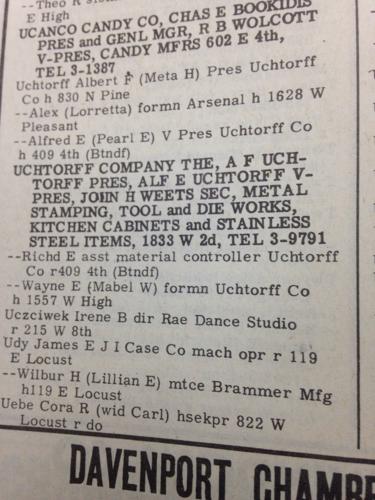 --Theo R
E High
UCANCO CANDY CO, CHAS E BOOKIDIS
PRES and GENL MGR, R B WOLCOTT
V-PRES, CANDY MFRS 602 E 4th,
TEL 3-1387
Uchtorff Albert F (Meta H) Pres Uchtorff
Co h 830 N Pine
--Alex (Lorretta) formn Arsenal h 1628 W
Pleasant
--Alfred E (Pearl E) V Pres Uchtorff Co
h 409 4th (Btndf)
UCHTORFF COMPANY THE, A F UCH-
TORFF PRES, ALF E UCHTORFF V-
PRES, JOHN H WEETS SEC, METAL
STAMPING, TOOL and DIE WORKS,
KITCHEN CABINETS and STAINLESS
STEEL ITEMS, 1833 W 2d, TEL 3-9791
--Richd E asst material controller Uchtorff
Co r409 4th (Btndf)
--Wayne E (Mabel W) formn Uchtorff Co
h 1557 W High
Uczciwek Irene B dir Rae Dance Studio
r 215 W 8th
Udy James E J I Case Co mach opr r 119
E Locust
--Wilbur H (Lillian E) mtce Brammer Mfg
h119 E Locust
Uebe Cora R (wid Carl) hsekpr 822 W
Locust r do
DAVENPORT